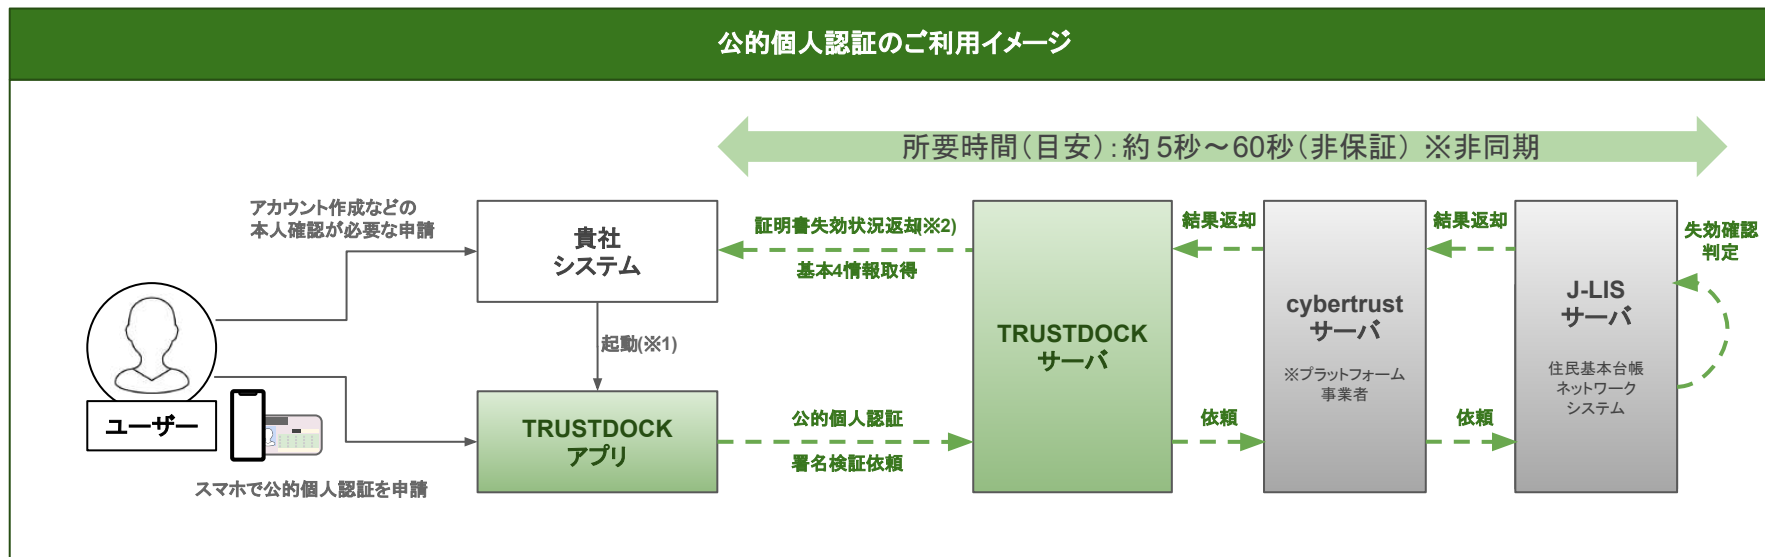 公的個人認証のご利用イメージ
所要時間(目安):約5秒～60秒(非保証) ※非同期
アカウント作成などの
本人確認が必要な申請
貴社
システム
証明書失効状況返却(※2)
基本4情報取得
結果返却
結果返却
失効確認
判定
起動(※1)
TRUSTDOCK
サーバ
cybertrust
サーバ
※プラットフォーム
事業者
J-LIS
サーバ
住民基本台帳
ネットワーク
システム
ユーザー
スマホで公的個人認証を申請
TRUSTDOCK
アプリ
公的個人認証
署名検証依頼
依頼
依頼